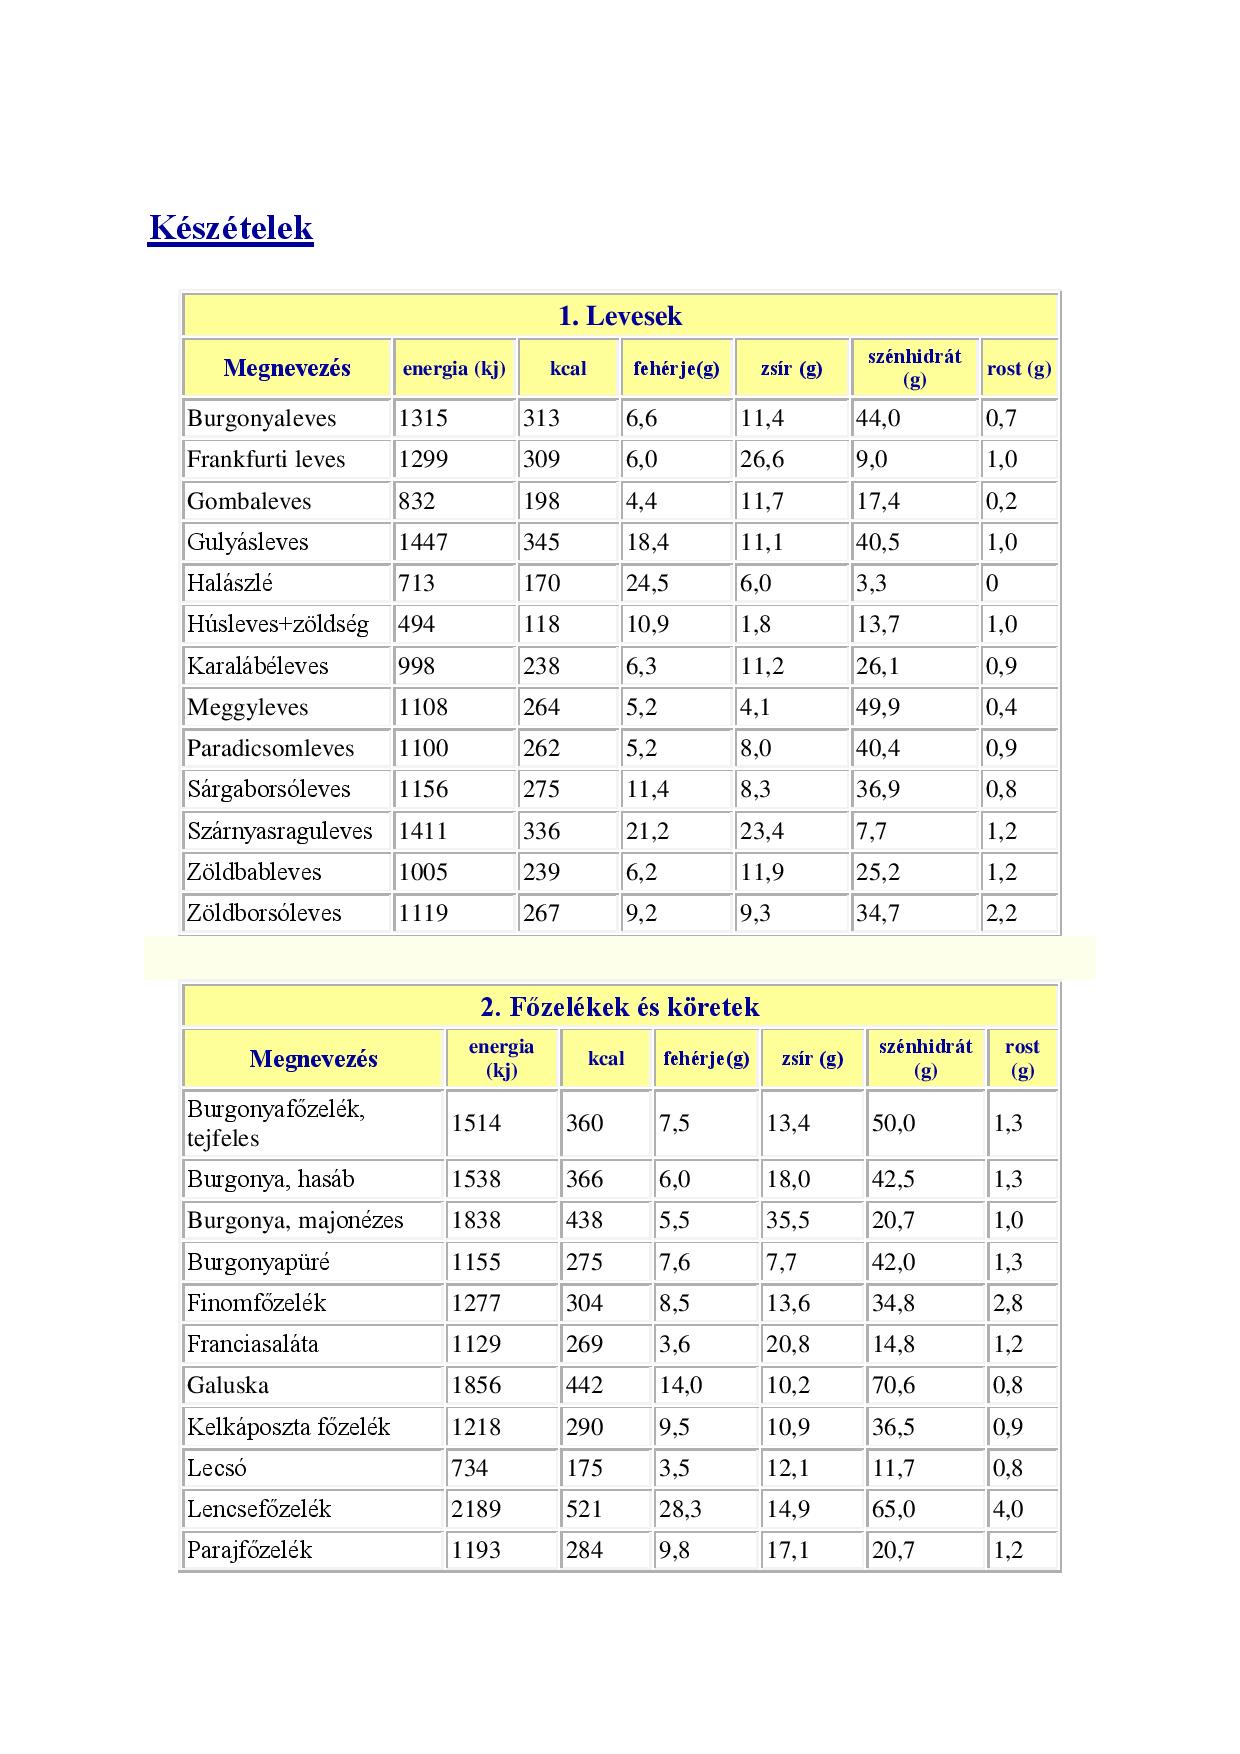 Készételek
1. Levesek
Megnevezés energia (kj) kcal fehérje(g) zsír (g) szénhidrát (g) rost (g)
Burgonyaleves 1315 313 6,6 11,4 44,0 0,7
Frankfurti leves 1299 309 6,0 26,6 9,0 1,0
Gombaleves 832 198 4,4 11,7 17,4 0,2
Gulyásleves 1447 345 18,4 11,1 40,5 1,0
Halászlé 713 170 24,5 6,0 3,3 0
Húsleves+zöldség 494 118 10,9 1,8 13,7 1,0
Karalábéleves 998 238 6,3 11,2 26,1 0,9
Meggyleves 1108 264 5,2 4,1 49,9 0,4
Paradicsomleves 1100 262 5,2 8,0 40,4 0,9
Sárgaborsóleves 1156 275 11,4 8,3 36,9 0,8
Szárnyasraguleves 1411 336 21,2 23,4 7,7 1,2
Zöldbableves 1005 239 6,2 11,9 25,2 1,2
Zöldborsóleves 1119 267 9,2 9,3 34,7 2,2
2. Főzelékek és köretek
Megnevezés energia (kj) kcal fehérje(g) zsír (g) szénhidrát (g) rost (g)
Burgonyafőzelék, tejfeles 1514 360 7,5 13,4 50,0 1,3
Burgonya, hasáb 1538 366 6,0 18,0 42,5 1,3
Burgonya, majonézes 1838 438 5,5 35,5 20,7 1,0
Burgonyapüré 1155 275 7,6 7,7 42,0 1,3
Finomfőzelék 1277 304 8,5 13,6 34,8 2,8
Franciasaláta 1129 269 3,6 20,8 14,8 1,2
Galuska 1856 442 14,0 10,2 70,6 0,8
Kelkáposzta főzelék 1218 290 9,5 10,9 36,5 0,9
Lecsó 734 175 3,5 12,1 11,7 0,8
Lencsefőzelék 2189 521 28,3 14,9 65,0 4,0
Parajfőzelék 1193 284 9,8 17,1 20,7 1,2